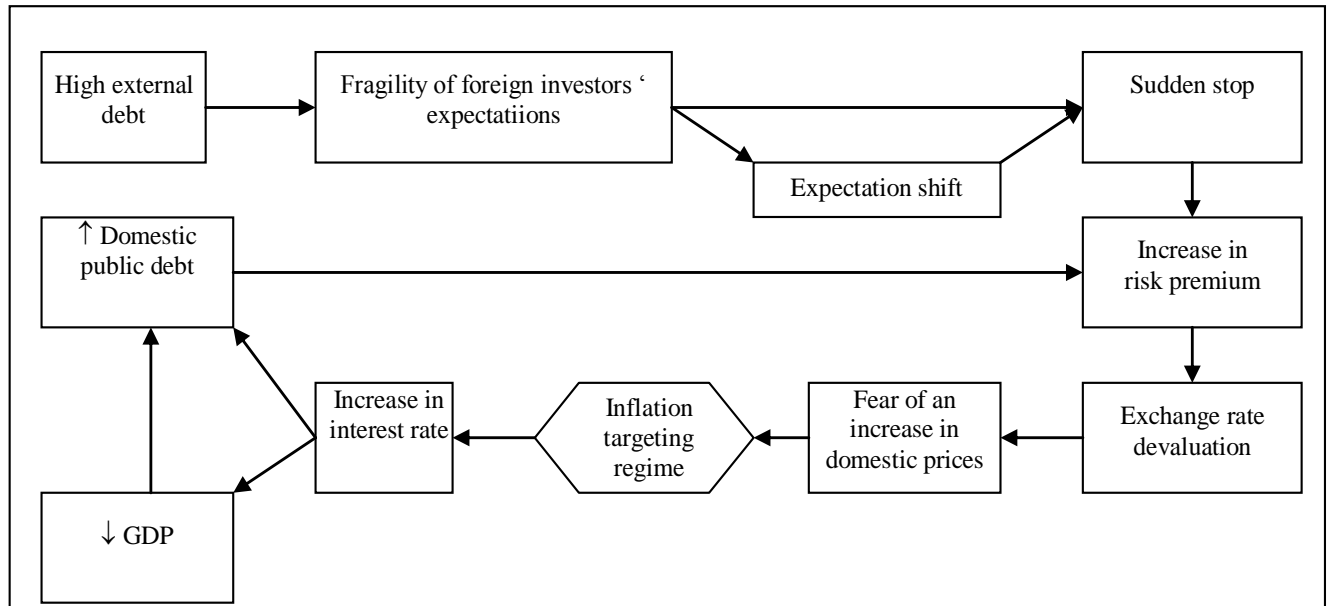 High external
debt
Fragility of foreign investors ‘
expectatiions
Sudden stop
Expectation shift
↑ Domestic
public debt
Increase in
risk premium
Increase in
interest rate
Inflation
targeting
regime
Fear of an
increase in
domestic prices
Exchange rate
devaluation
↓ GDP